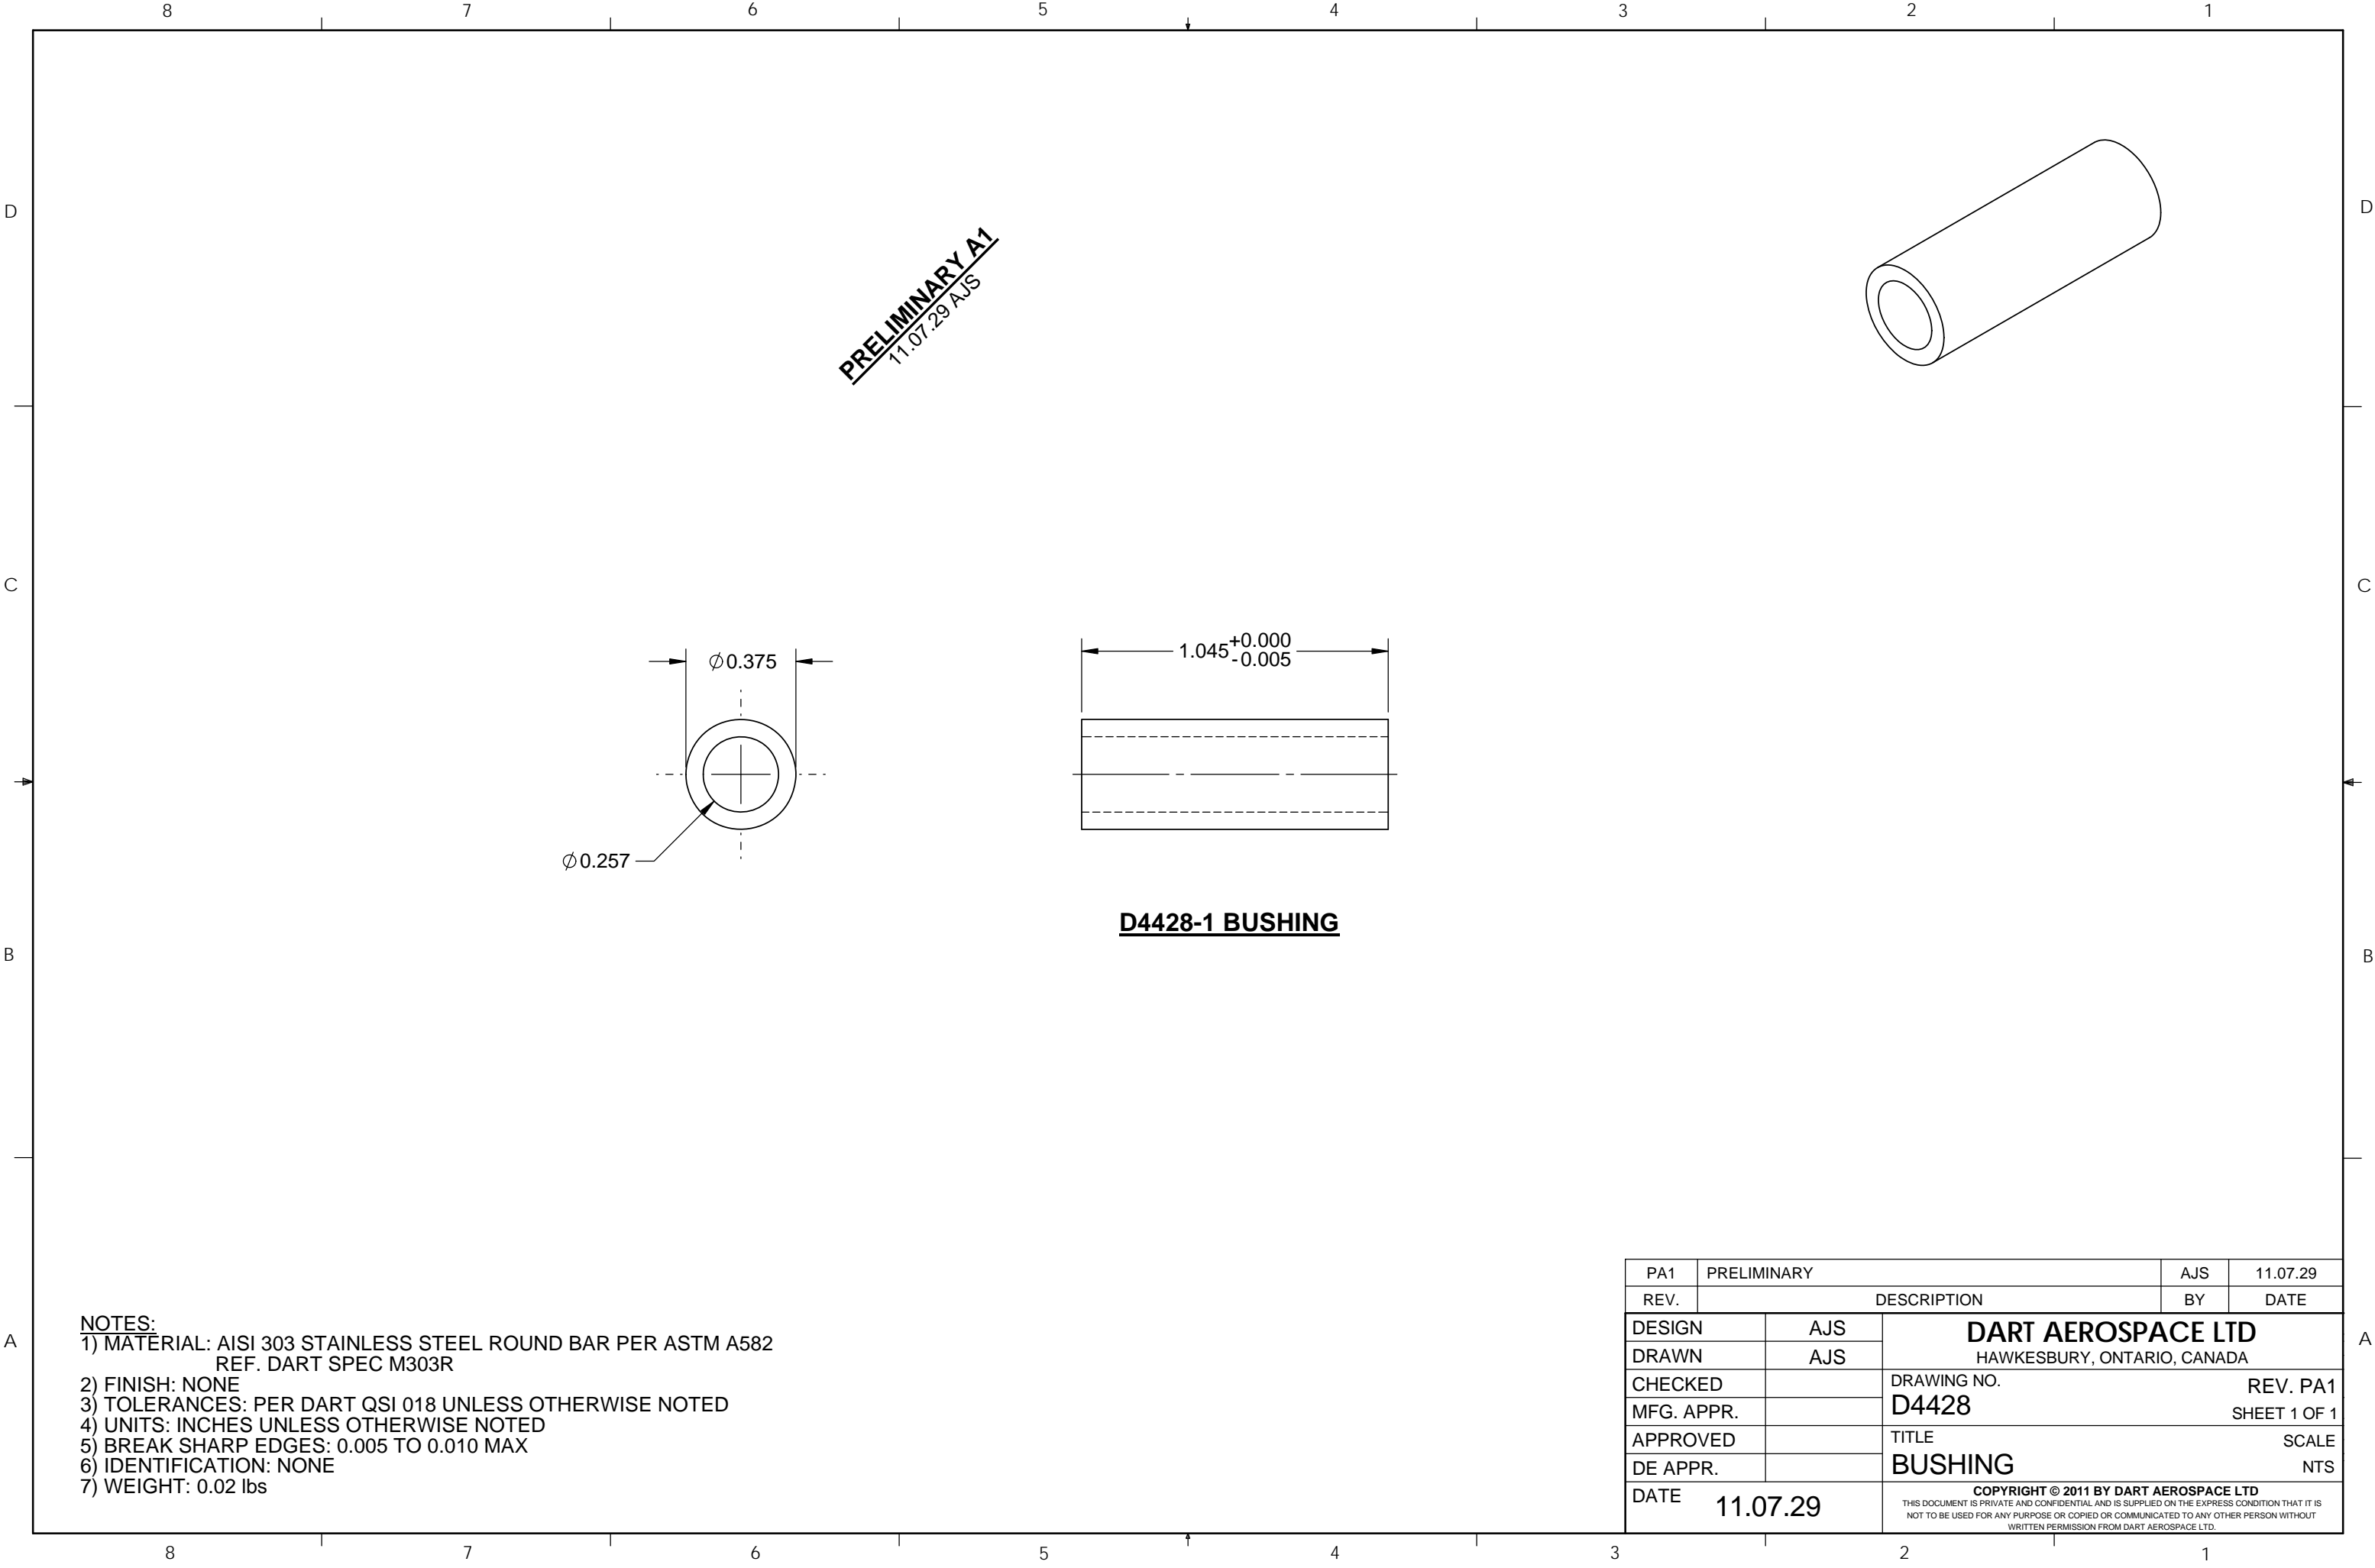 8 7 6 5 4 3 2 1
D D
PRELIMINARY A1
11.07.29 AJS
C C
∅0.375
1.045 +0.000
-0.005
∅0.257
D4428-1 BUSHING
B B
A A
NOTES:
1) MATERIAL: AISI 303 STAINLESS STEEL ROUND BAR PER ASTM A582
REF. DART SPEC M303R
2) FINISH: NONE
3) TOLERANCES: PER DART QSI 018 UNLESS OTHERWISE NOTED
4) UNITS: INCHES UNLESS OTHERWISE NOTED
5) BREAK SHARP EDGES: 0.005 TO 0.010 MAX
6) IDENTIFICATION: NONE
7) WEIGHT: 0.02 lbs
PA1 PRELIMINARY AJS 11.07.29
REV. DESCRIPTION BY DATE
DESIGN AJS
DRAWN AJS
CHECKED
MFG. APPR.
APPROVED
DE APPR.
DATE 11.07.29
DART AEROSPACE LTD
HAWKESBURY, ONTARIO, CANADA
DRAWING NO. REV. PA1
D4428 SHEET 1 OF 1
TITLE SCALE
BUSHING NTS
COPYRIGHT © 2011 BY DART AEROSPACE LTD
THIS DOCUMENT IS PRIVATE AND CONFIDENTIAL AND IS SUPPLIED ON THE EXPRESS CONDITION THAT IT IS
NOT TO BE USED FOR ANY PURPOSE OR COPIED OR COMMUNICATED TO ANY OTHER PERSON WITHOUT
WRITTEN PERMISSION FROM DART AEROSPACE LTD.
8 7 6 5 4 3 2 1